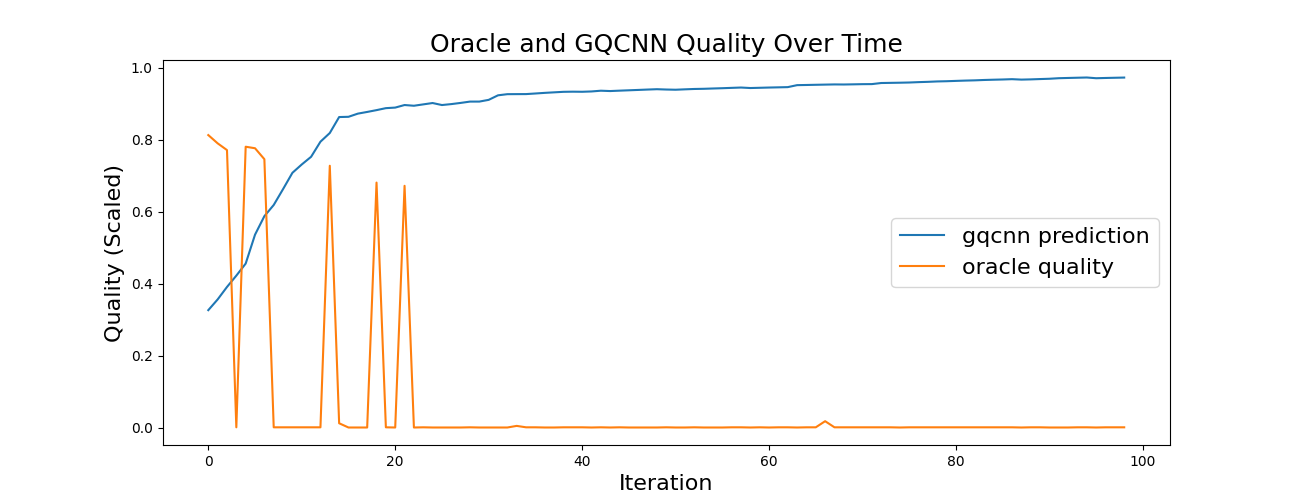 Oracle and GQCNN Quality Over Time
Quality (Scaled)
1.0
0.8
0.6
0.4
0.2
0.0
gqcnn prediction
oracle quality
0 20 40 60 80 100
Iteration